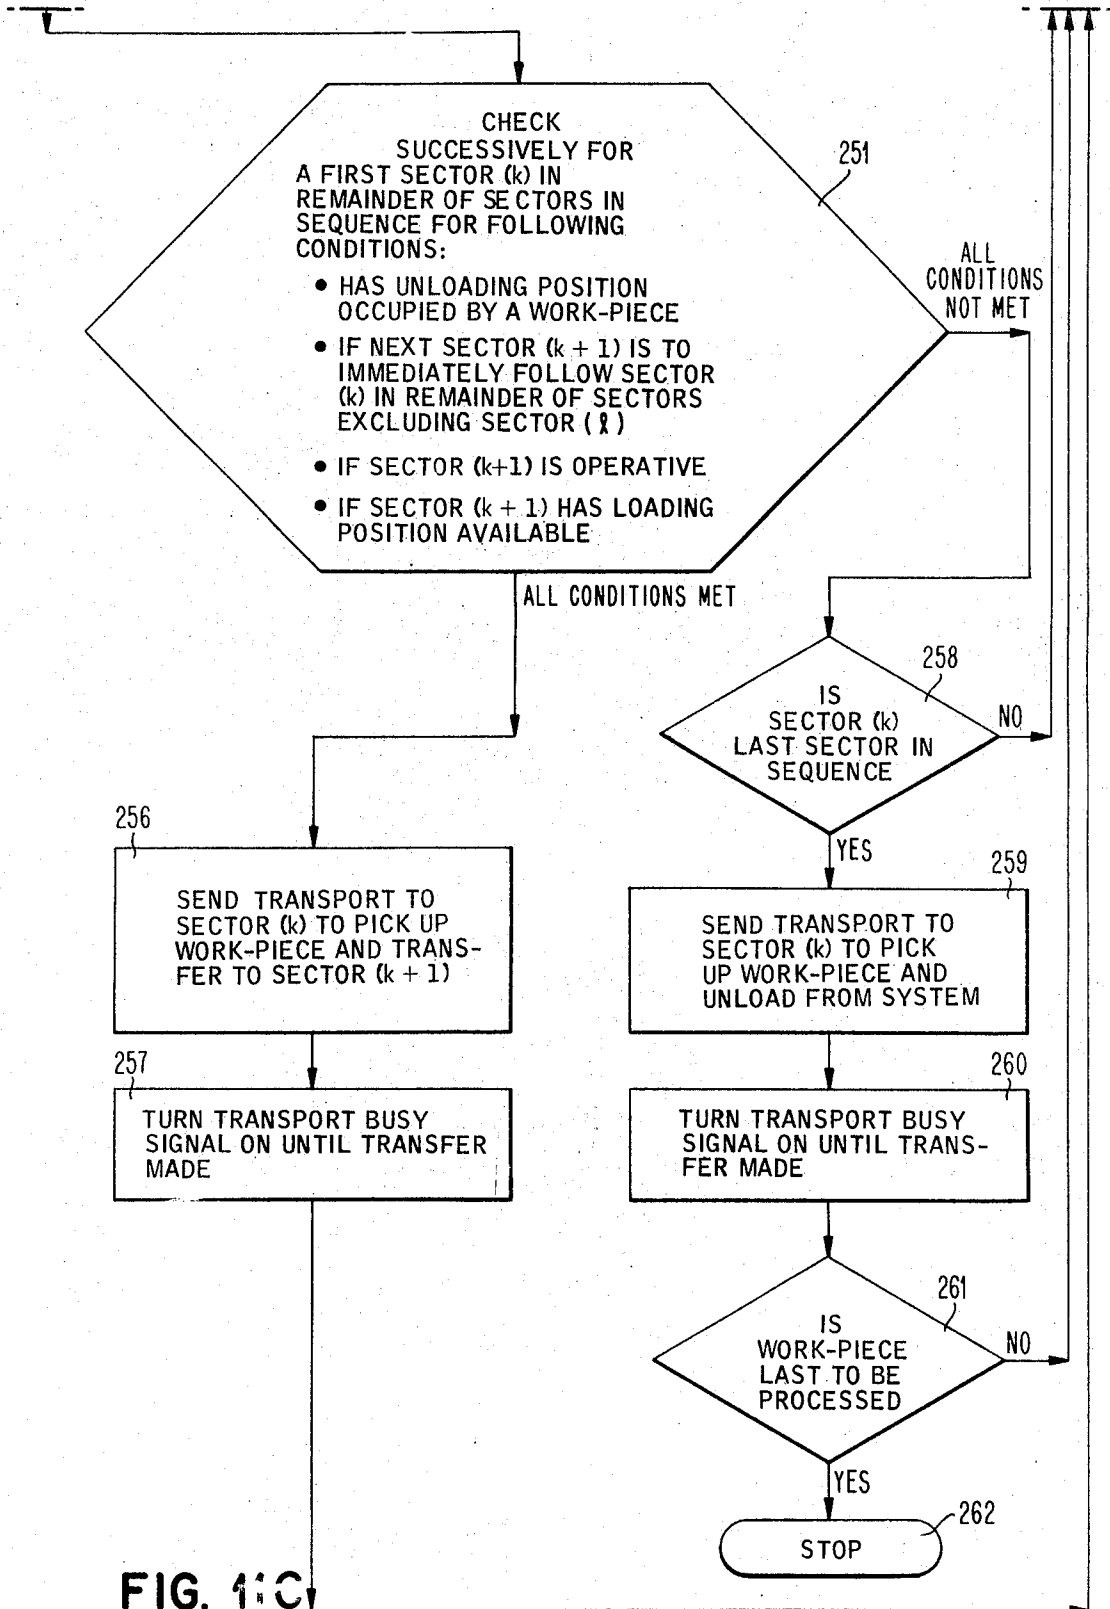 CHECK
SUCCESSIVELY FOR
A FIRST SECTOR (k) IN
REMAINDER OF SECTORS IN
SEQUENCE FOR FOLLOWING
CONDITIONS:
• HAS UNLOADING POSITION
OCCUPIED BY A WORK-PIECE
• IF NEXT SECTOR (k + 1) IS TO
IMMEDIATELY FOLLOW SECTOR
(k) IN REMAINDER OF SECTORS
EXCLUDING SECTOR (ℓ)
• IF SECTOR (k+1) IS OPERATIVE
• IF SECTOR (k + 1) HAS LOADING
POSITION AVAILABLE
251
ALL
CONDITIONS
NOT MET
ALL CONDITIONS MET
258
IS
SECTOR (k)
LAST SECTOR IN
SEQUENCE
NO
YES
256
SEND TRANSPORT TO
SECTOR (k) TO PICK UP
WORK-PIECE AND TRANS-
FER TO SECTOR (k + 1)
259
SEND TRANSPORT TO
SECTOR (k) TO PICK
UP WORK-PIECE AND
UNLOAD FROM SYSTEM
257
TURN TRANSPORT BUSY
SIGNAL ON UNTIL TRANSFER
MADE
260
TURN TRANSPORT BUSY
SIGNAL ON UNTIL TRANS-
FER MADE
261
IS
WORK-PIECE
LAST TO BE
PROCESSED
NO
YES
262
STOP
FIG.